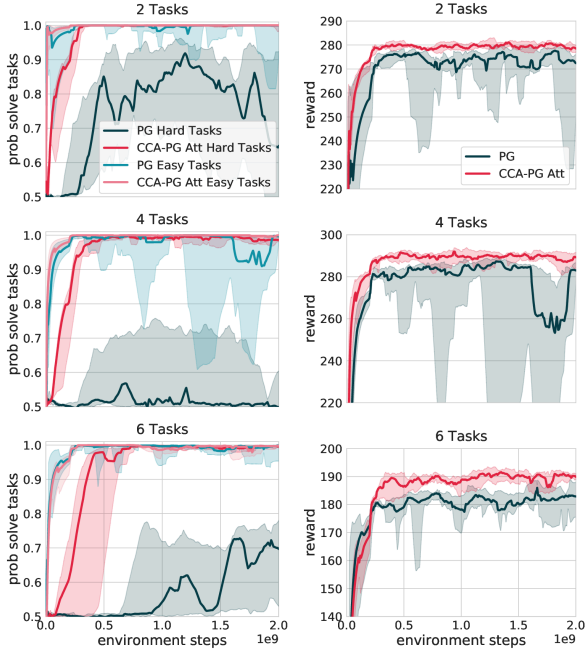 2 Tasks
prob solve tasks
1.0
0.9
0.8
0.7
0.6
0.5
PG Hard Tasks
CCA-PG Att Hard Tasks
PG Easy Tasks
CCA-PG Att Easy Tasks
2 Tasks
reward
290
280
270
260
250
240
230
220
PG
CCA-PG Att
4 Tasks
prob solve tasks
1.0
0.9
0.8
0.7
0.6
0.5
4 Tasks
reward
300
280
260
240
220
6 Tasks
prob solve tasks
1.0
0.9
0.8
0.7
0.6
0.5
0.0 0.5 1.0 1.5 2.0
environment steps 1e9
6 Tasks
reward
200
190
180
170
160
150
140
0.0 0.5 1.0 1.5 2.0
environment steps 1e9